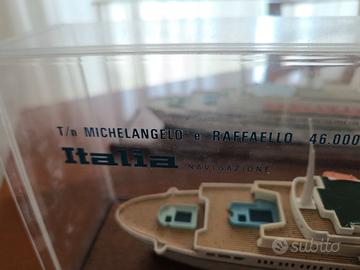 T/n MICHELANGELO e RAFFAELLO 46.000
Italia
NAVIGAZIONE
subito